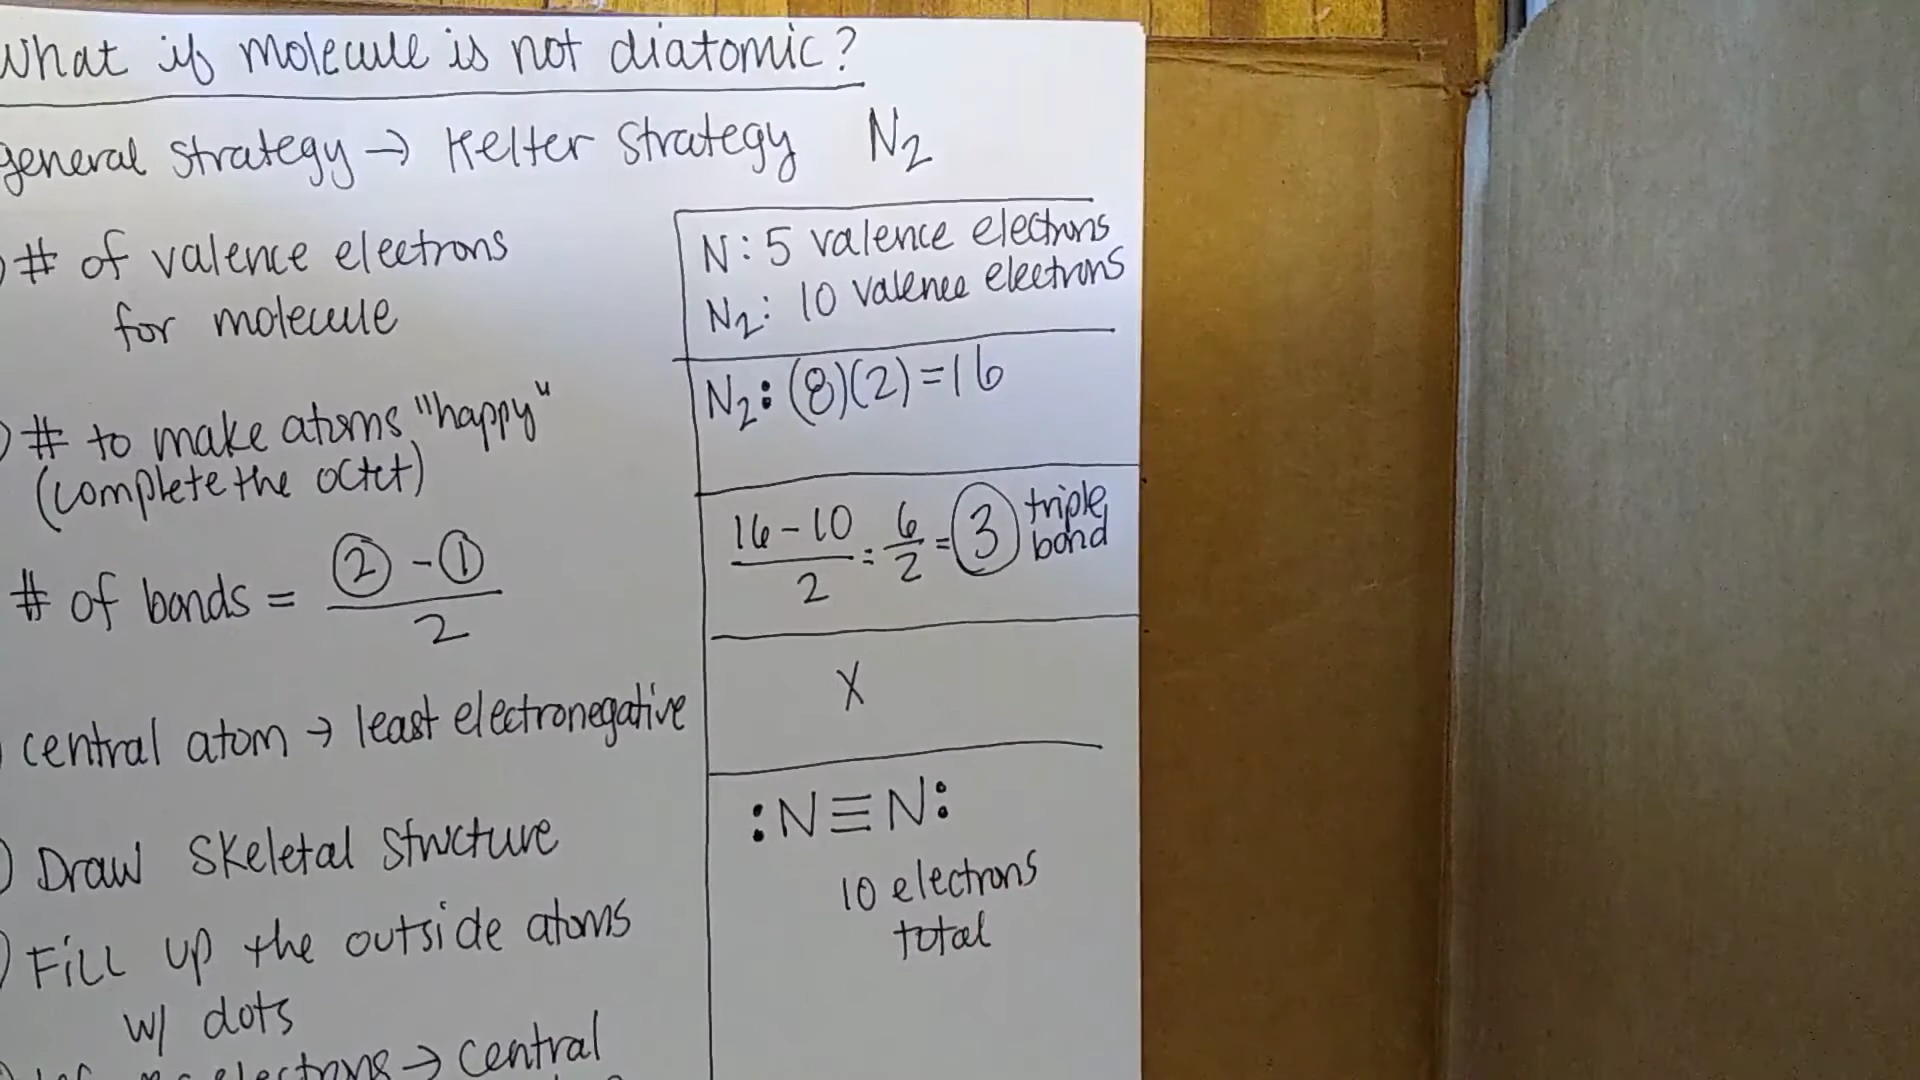 What if molecule is not diatomic?
general strategy → Kelter strategy N₂
# of valence electrons
for molecule
N: 5 valence electrons
N₂: 10 valence electrons
# to make atoms "happy"
(complete the octet)
N₂: (8)(2)=16
# of bonds = (② - ①)/2
(16-10)/2 = 6/2 = ③ triple bond
central atom → least electronegative
X
Draw skeletal structure
:N≡N:
10 electrons
total
Fill up the outside atoms
w/ dots
electrons → central